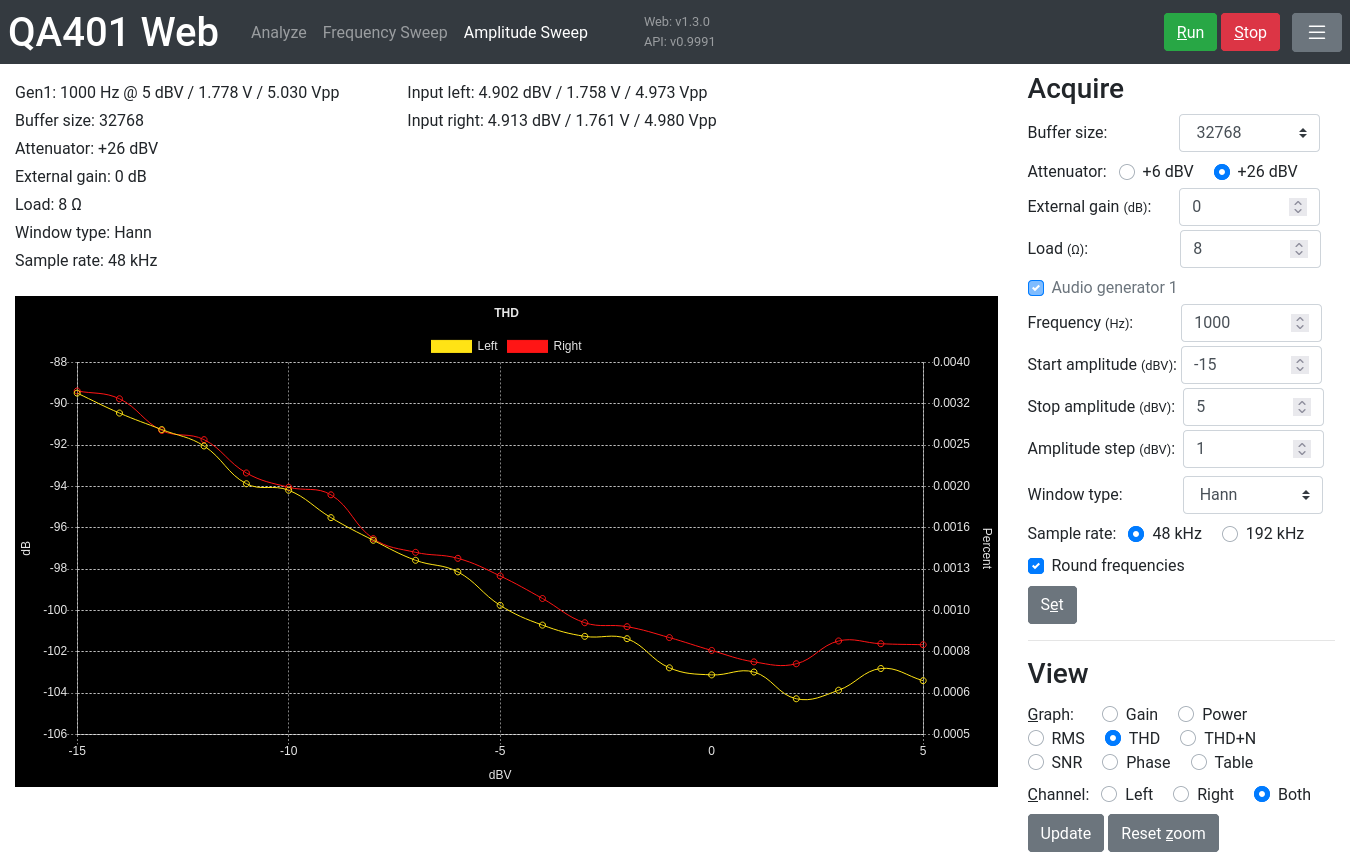 QA401 Web Analyze Frequency Sweep Amplitude Sweep Web: v1.3.0 Run Stop
API: v0.9991
Gen1: 1000 Hz @ 5 dBV / 1.778 V / 5.030 Vpp
Buffer size: 32768
Attenuator: +26 dBV
External gain: 0 dB
Load: 8 Ω
Window type: Hann
Sample rate: 48 kHz
Input left: 4.902 dBV / 1.758 V / 4.973 Vpp
Input right: 4.913 dBV / 1.761 V / 4.980 Vpp
THD
Left Right
-88 0.0040
-90 0.0032
-92 0.0025
-94 0.0020
-96 0.0016
-98 0.0013
-100 0.0010
-102 0.0008
-104 0.0006
-106 0.0005
dB
Percent
-15 -10 -5 0 5
dBV
Acquire
Buffer size: 32768
Attenuator: +6 dBV +26 dBV
External gain (dB): 0
Load (Ω): 8
Audio generator 1
Frequency (Hz): 1000
Start amplitude (dBV): -15
Stop amplitude (dBV): 5
Amplitude step (dBV): 1
Window type: Hann
Sample rate: 48 kHz 192 kHz
Round frequencies
Set
View
Graph: Gain Power
RMS THD THD+N
SNR Phase Table
Channel: Left Right Both
Update Reset zoom